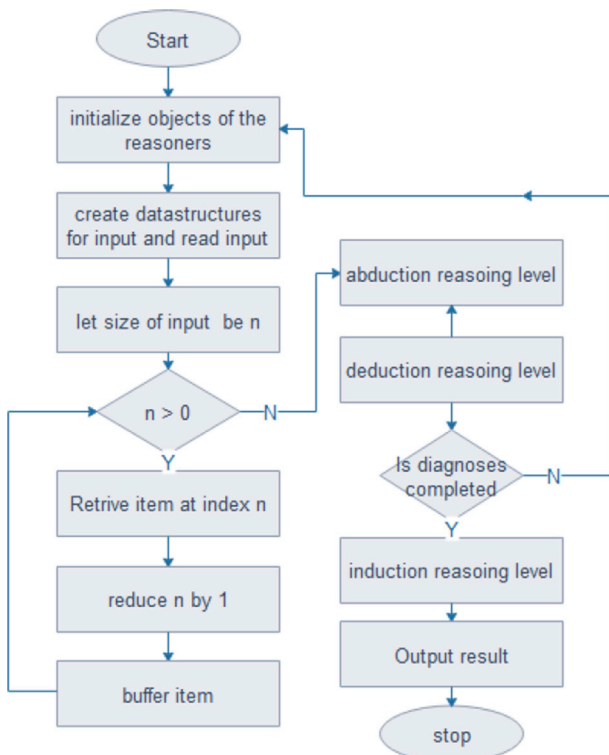 Start
initialize objects of the
reasoners
create datastructures
for input and read input
let size of input be n
n > 0
N
Y
Retrive item at index n
reduce n by 1
buffer item
abduction reasoing level
deduction reasoing level
Is diagnoses
completed
N
Y
induction reasoing level
Output result
stop